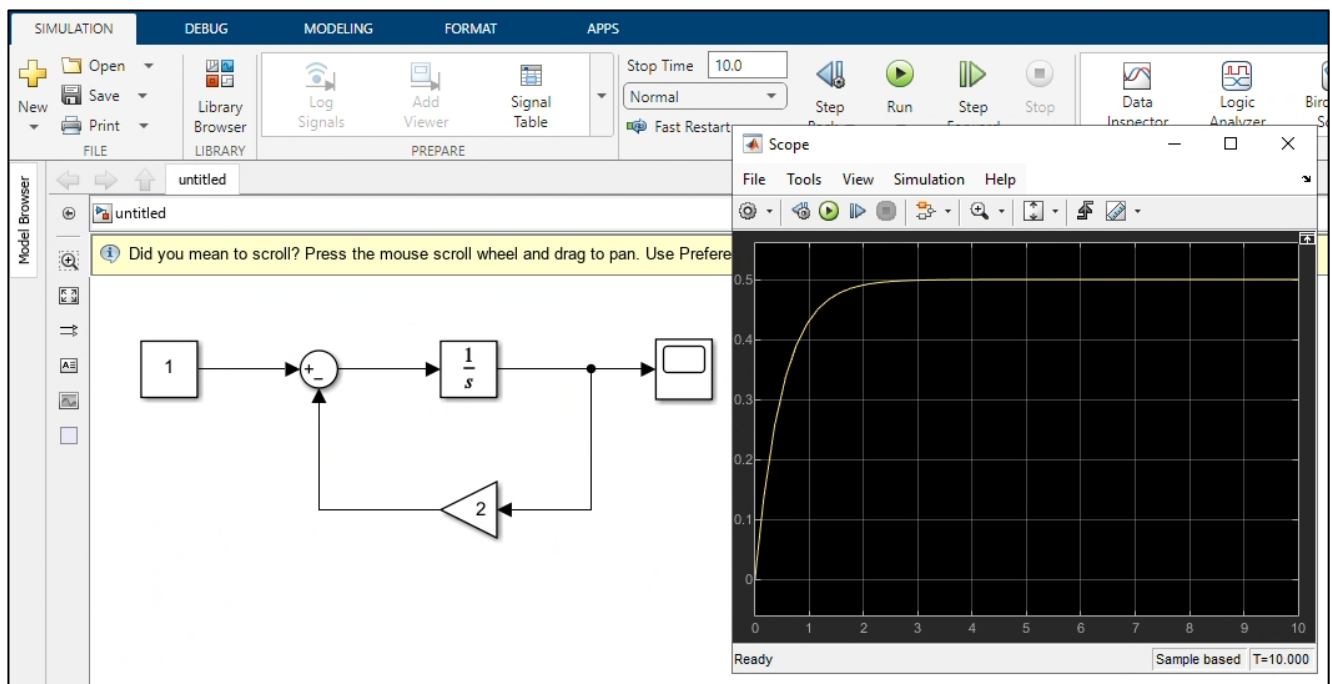 SIMULATION DEBUG MODELING FORMAT APPS
New
Open
Save
Print
FILE
Library
Browser
LIBRARY
Log
Signals
Add
Viewer
Signal
Table
PREPARE
Stop Time 10.0
Normal
Fast Restart
Step
Run
Step
Stop
Data
Inspector
Logic
Analyzer
Model Browser
untitled
untitled
Did you mean to scroll? Press the mouse scroll wheel and drag to pan. Use Prefere
1
+
−
1
s
2
Scope
File Tools View Simulation Help
0.5
0.4
0.3
0.2
0.1
0
0 1 2 3 4 5 6 7 8 9 10
Ready Sample based T=10.000